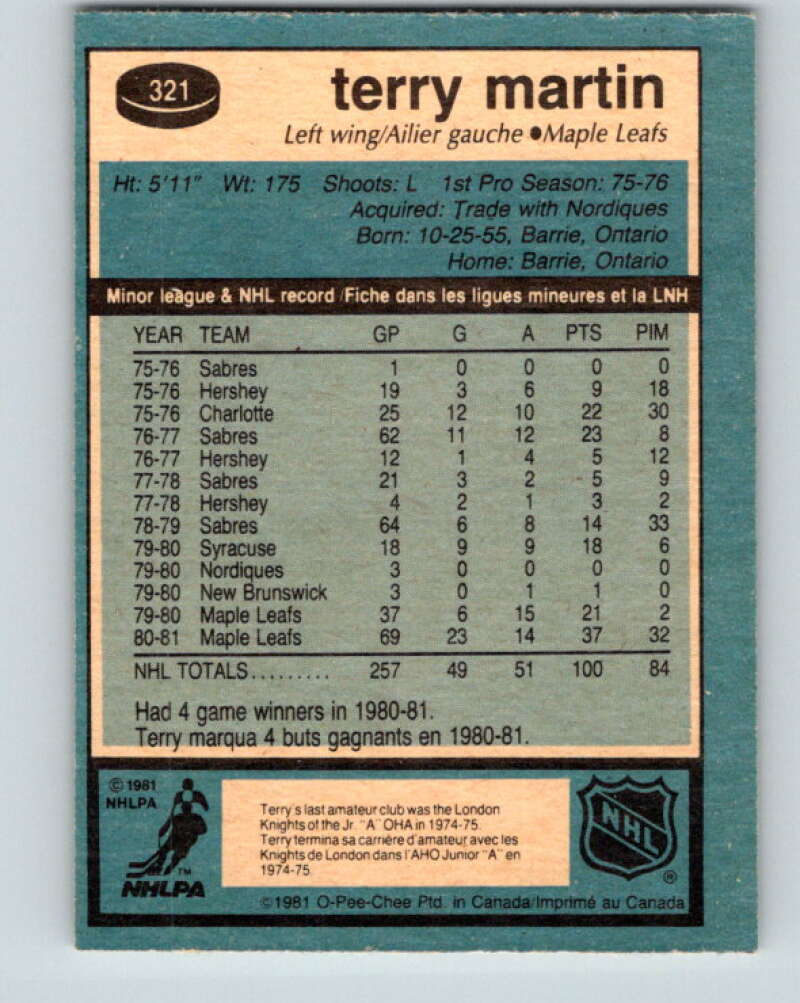 321
terry martin
Left wing/Ailier gauche ●Maple Leafs
Ht: 5'11" Wt: 175 Shoots: L 1st Pro Season: 75-76
Acquired: Trade with Nordiques
Born: 10-25-55, Barrie, Ontario
Home: Barrie, Ontario
Minor league & NHL record/Fiche dans les ligues mineures et la LNH
YEAR TEAM GP G A PTS PIM
75-76 Sabres 1 0 0 0 0
75-76 Hershey 19 3 6 9 18
75-76 Charlotte 25 12 10 22 30
76-77 Sabres 62 11 12 23 8
76-77 Hershey 12 1 4 5 12
77-78 Sabres 21 3 2 5 9
77-78 Hershey 4 2 1 3 2
78-79 Sabres 64 6 8 14 33
79-80 Syracuse 18 9 9 18 6
79-80 Nordiques 3 0 0 0 0
79-80 New Brunswick 3 0 1 1 0
79-80 Maple Leafs 37 6 15 21 2
80-81 Maple Leafs 69 23 14 37 32
NHL TOTALS......... 257 49 51 100 84
Had 4 game winners in 1980-81.
Terry marqua 4 buts gagnants en 1980-81.
©1981
NHLPA
TM
NHLPA
Terry's last amateur club was the London
Knights of the Jr. "A" OHA in 1974-75.
Terry termina sa carrière d'amateur avec les
Knights de London dans l'AHO Junior "A" en
1974-75
NHL
®
©1981 O-Pee-Chee Ptd. in Canada/Imprimé au Canada